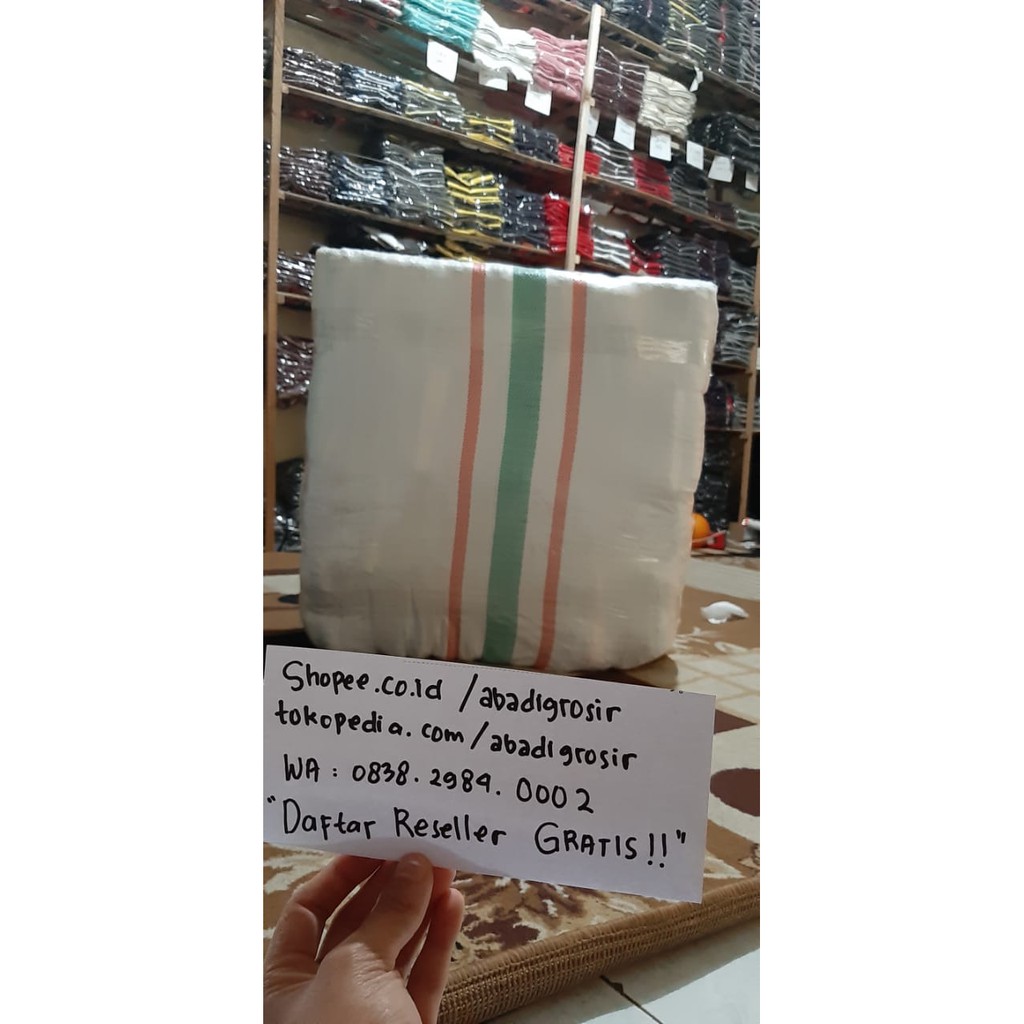 Shopee.co.id /abadigrosir
tokopedia.com/abadigrosir
WA : 0838.2984.0002
"Daftar Reseller GRATIS!!"